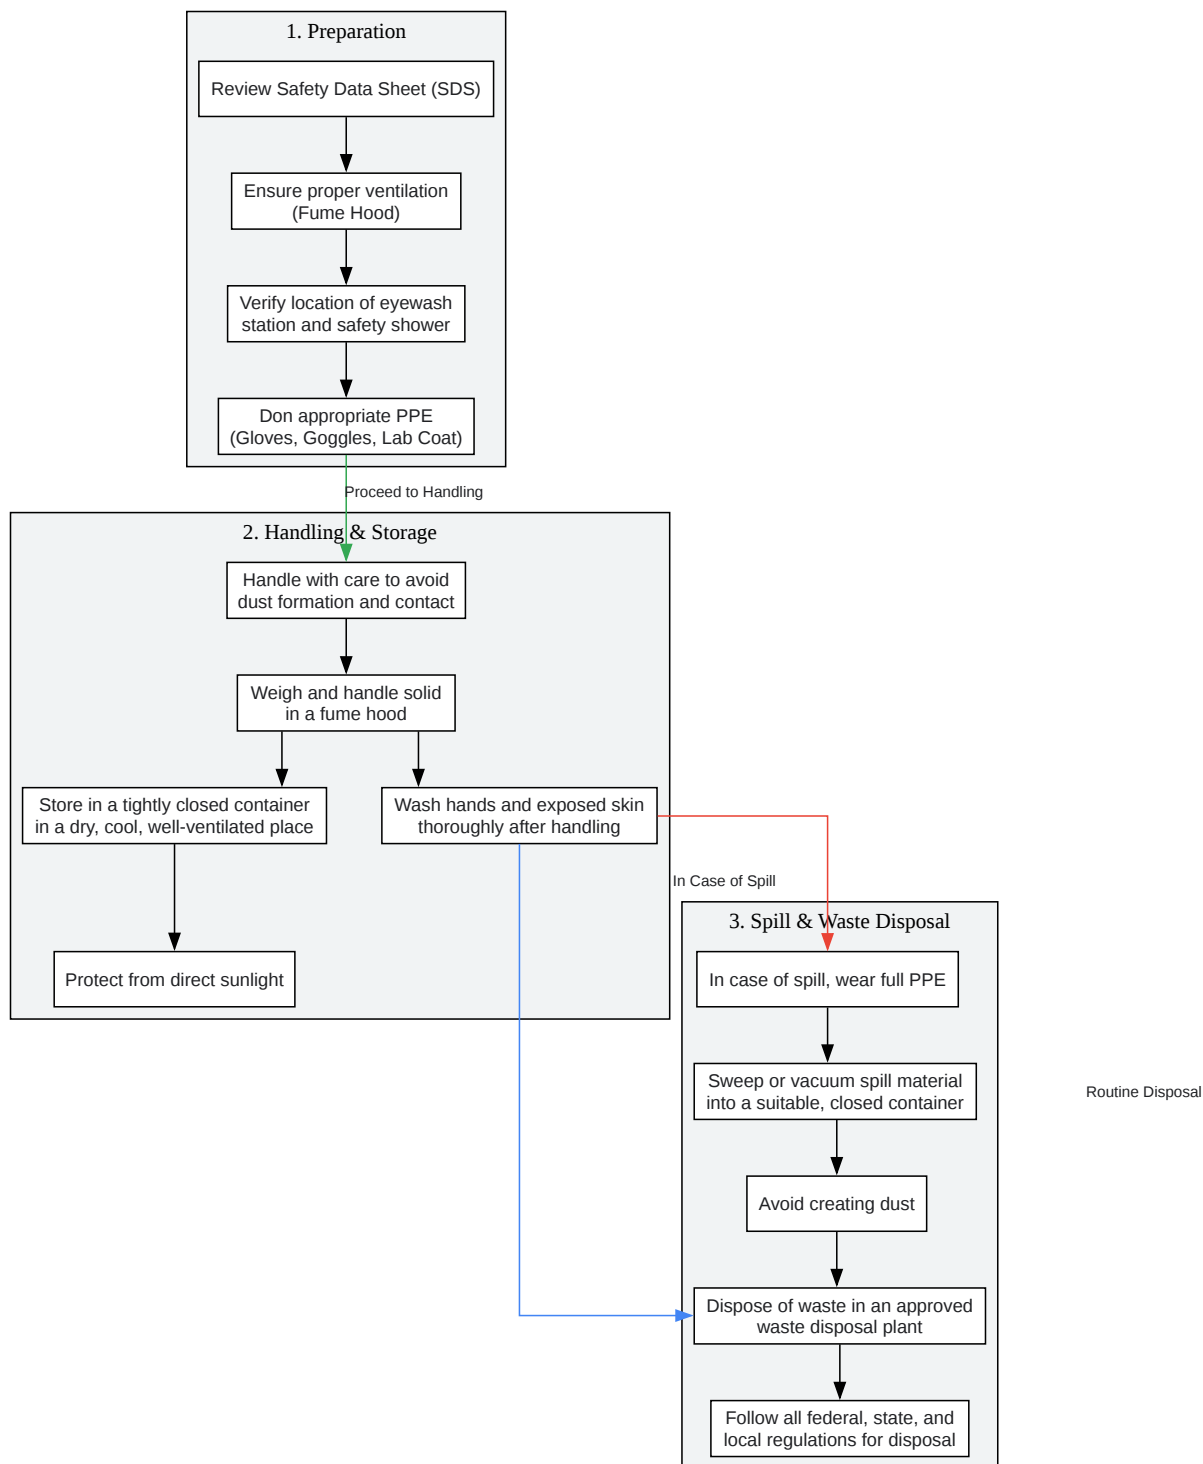 1. Preparation
Review Safety Data Sheet (SDS)
Ensure proper ventilation
(Fume Hood)
Verify location of eyewash
station and safety shower
Don appropriate PPE
(Gloves, Goggles, Lab Coat)
Proceed to Handling
2. Handling & Storage
Handle with care to avoid
dust formation and contact
Weigh and handle solid
in a fume hood
Store in a tightly closed container
in a dry, cool, well-ventilated place
Wash hands and exposed skin
thoroughly after handling
Protect from direct sunlight
In Case of Spill
3. Spill & Waste Disposal
In case of spill, wear full PPE
Sweep or vacuum spill material
into a suitable, closed container
Routine Disposal
Avoid creating dust
Dispose of waste in an approved
waste disposal plant
Follow all federal, state, and
local regulations for disposal